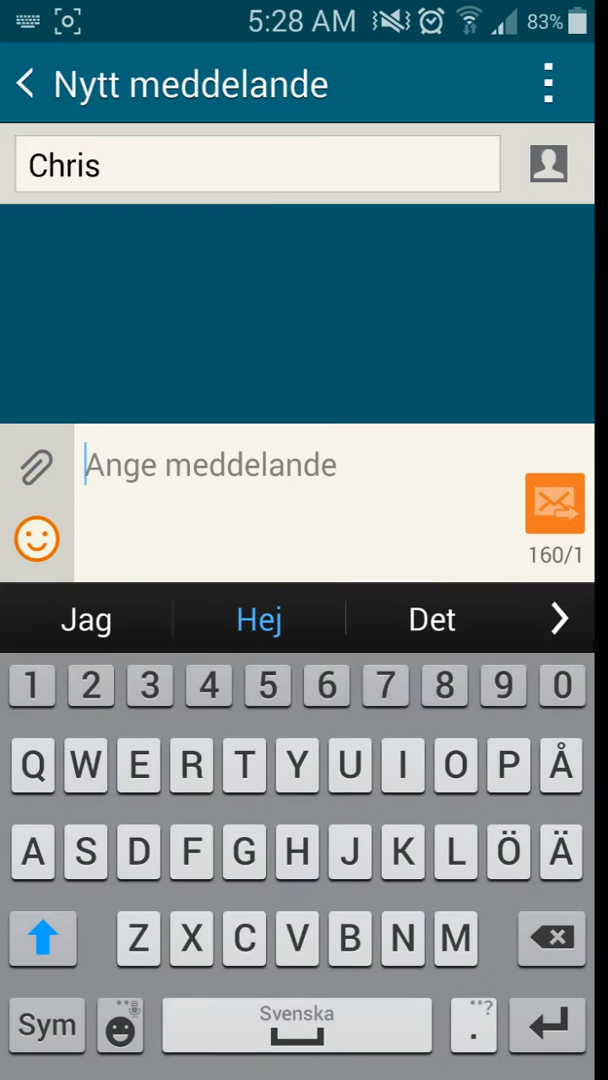 5:28 AM 83%
Nytt meddelande
Chris
Ange meddelande
160/1
Jag Hej Det
1 2 3 4 5 6 7 8 9 0
Q W E R T Y U I O P Å
A S D F G H J K L Ö Ä
Z X C V B N M
Sym Svenska . ?